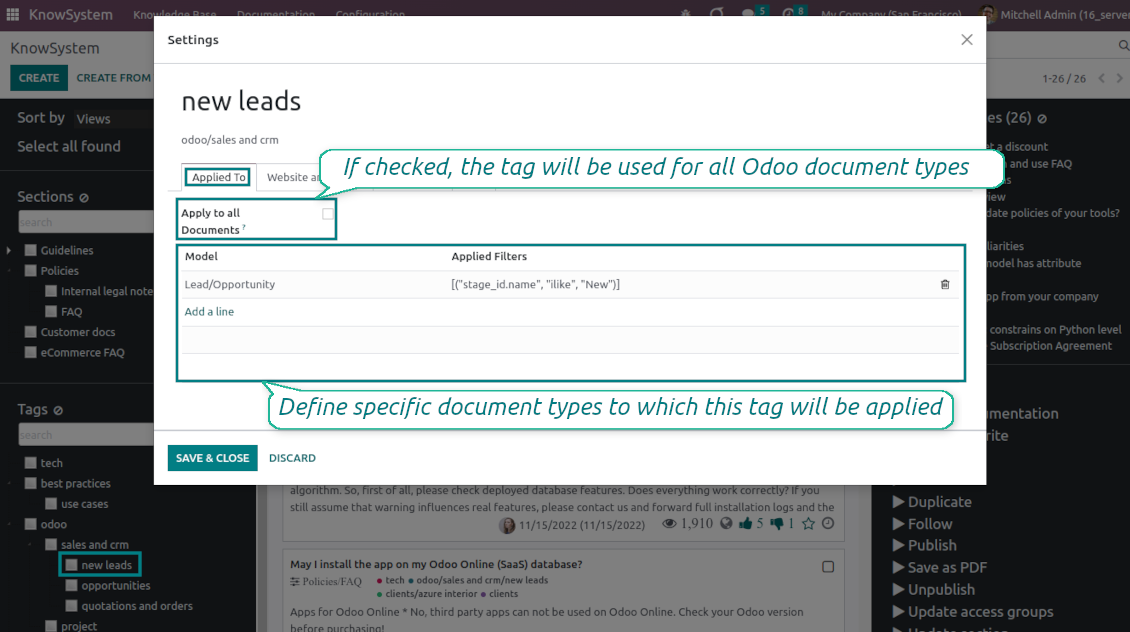 KnowSystem
Knowledge Base
Documentation
Configuration
5
8
My Company (San Francisco)
Mitchell Admin (16_server
KnowSystem
CREATE
CREATE FROM
1-26 / 26
Sort by
Views
Select all found
Sections
search
Guidelines
Policies
Internal legal note
FAQ
Customer docs
eCommerce FAQ
Tags
search
tech
best practices
use cases
odoo
sales and crm
new leads
opportunities
quotations and orders
project
Settings
new leads
odoo/sales and crm
Applied To
Website a
If checked, the tag will be used for all Odoo document types
Apply to all
Documents ?
Model
Applied Filters
Lead/Opportunity
[("stage_id.name", "ilike", "New")]
Add a line
Define specific document types to which this tag will be applied
SAVE & CLOSE
DISCARD
algorithm. So, first of all, please check deployed database features. Does everything work correctly? If you
still assume that warning influences real features, please contact us and forward full installation logs and the
11/15/2022 (11/15/2022)
1,910
5
1
May I install the app on my Odoo Online (SaaS) database?
Policies/FAQ
tech
odoo/sales and crm/new leads
clients/azure interior
clients
Apps for Odoo Online * No, third party apps can not be used on Odoo Online. Check your Odoo version
before purchasing!
es (26)
t a discount
and use FAQ
s
iew
date policies of your tools?
liarities
model has attribute
pp from your company
constrains on Python level
Subscription Agreement
umentation
rite
Duplicate
Follow
Publish
Save as PDF
Unpublish
Update access groups
Update section